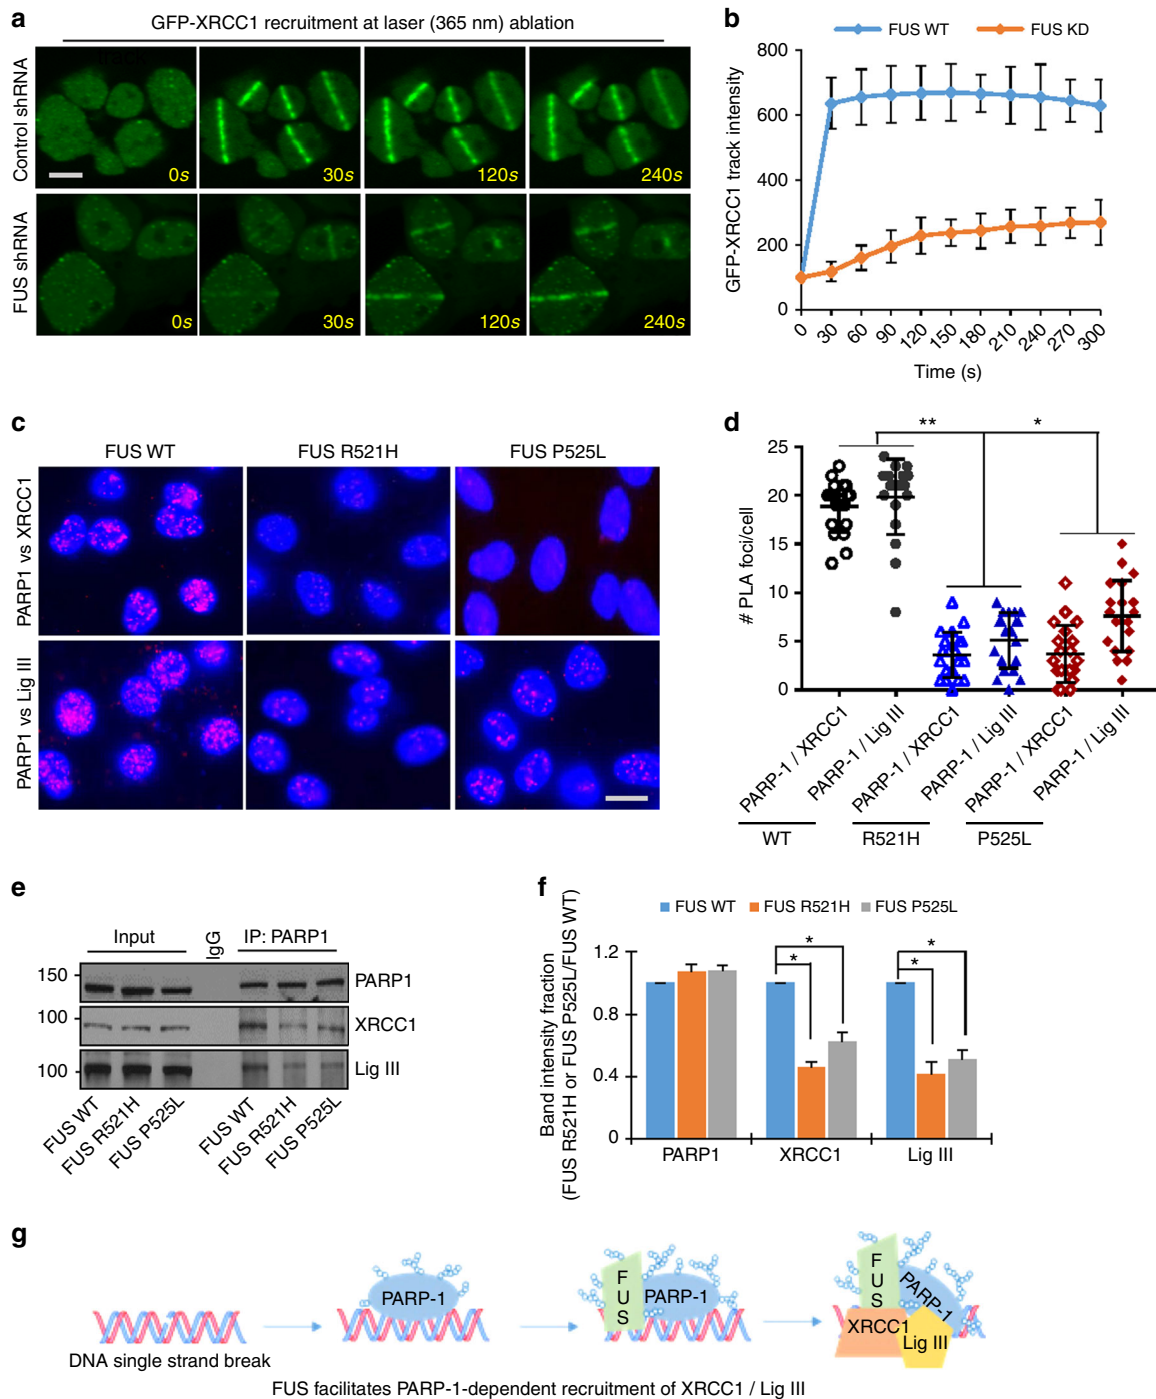 a
GFP-XRCC1 recruitment at laser (365 nm) ablation
Control shRNA
0s
30s
120s
240s
FUS shRNA
0s
30s
120s
240s
b
FUS WT
FUS KD
GFP-XRCC1 track intensity
800
600
400
200
0
0
30
60
90
120
150
180
210
240
270
300
Time (s)
c
FUS WT
FUS R521H
FUS P525L
PARP1 vs XRCC1
PARP1 vs Lig III
d
**
*
# PLA foci/cell
25
20
15
10
5
0
PARP-1 / XRCC1
PARP-1 / Lig III
PARP-1 / XRCC1
PARP-1 / Lig III
PARP-1 / XRCC1
PARP-1 / Lig III
WT
R521H
P525L
e
Input
IgG
IP: PARP1
150
PARP1
100
XRCC1
100
Lig III
FUS WT
FUS R521H
FUS P525L
FUS WT
FUS R521H
FUS P525L
f
FUS WT
FUS R521H
FUS P525L
Band intensity fraction
(FUS R521H or FUS P525L/FUS WT)
1.2
0.8
0.4
0
*
*
*
*
PARP1
XRCC1
Lig III
g
DNA single strand break
PARP-1
FUS
PARP-1
FUS
PARP-1
XRCC1
Lig III
FUS facilitates PARP-1-dependent recruitment of XRCC1 / Lig III